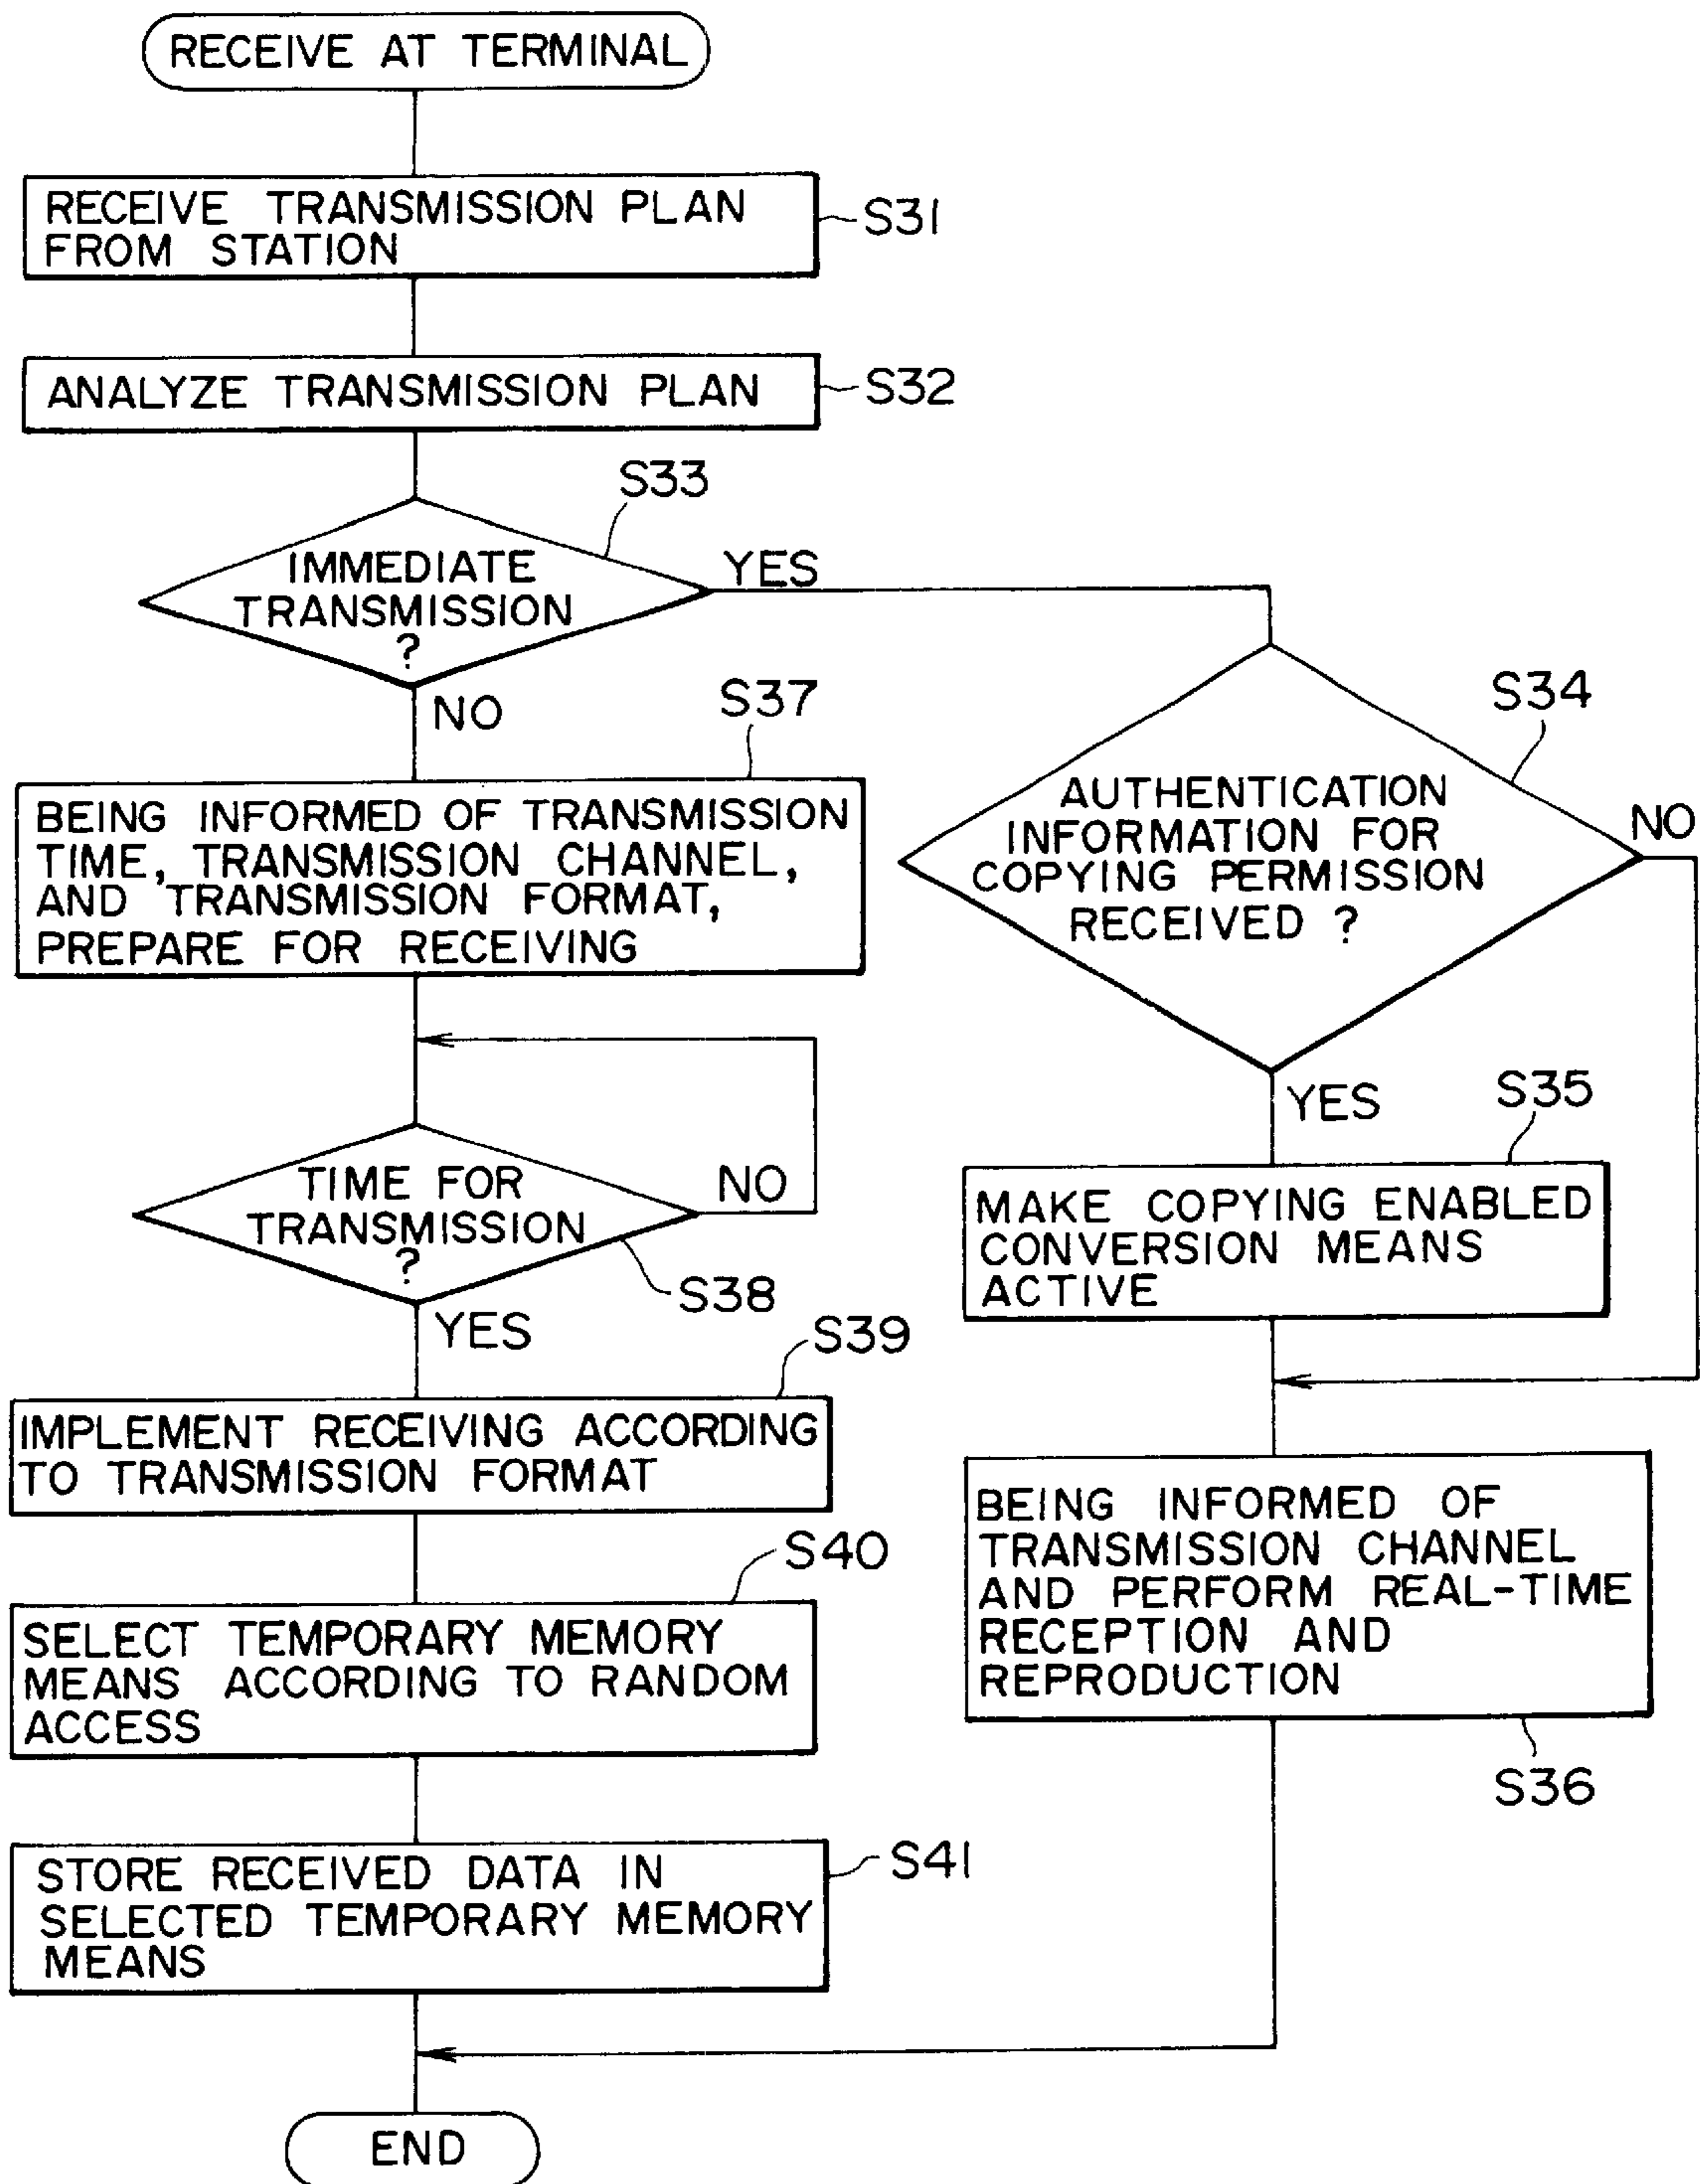 RECEIVE AT TERMINAL
RECEIVE TRANSMISSION PLAN
FROM STATION
S31
ANALYZE TRANSMISSION PLAN
S32
S33
IMMEDIATE
TRANSMISSION
?
YES
NO
S37
BEING INFORMED OF TRANSMISSION
TIME, TRANSMISSION CHANNEL,
AND TRANSMISSION FORMAT,
PREPARE FOR RECEIVING
S34
AUTHENTICATION
INFORMATION FOR
COPYING PERMISSION
RECEIVED ?
NO
YES
S35
MAKE COPYING ENABLED
CONVERSION MEANS
ACTIVE
TIME FOR
TRANSMISSION
?
NO
S38
YES
S39
IMPLEMENT RECEIVING ACCORDING
TO TRANSMISSION FORMAT
BEING INFORMED OF
TRANSMISSION CHANNEL
AND PERFORM REAL-TIME
RECEPTION AND
REPRODUCTION
S36
S40
SELECT TEMPORARY MEMORY
MEANS ACCORDING TO RANDOM
ACCESS
STORE RECEIVED DATA IN
SELECTED TEMPORARY MEMORY
MEANS
S41
END